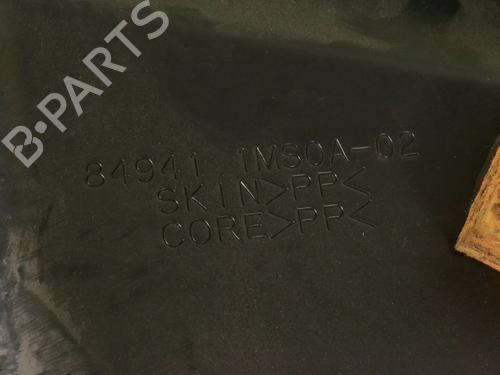 B-PARTS
84941 1MS0A-02
SKIN>PP<
CORE>PP<